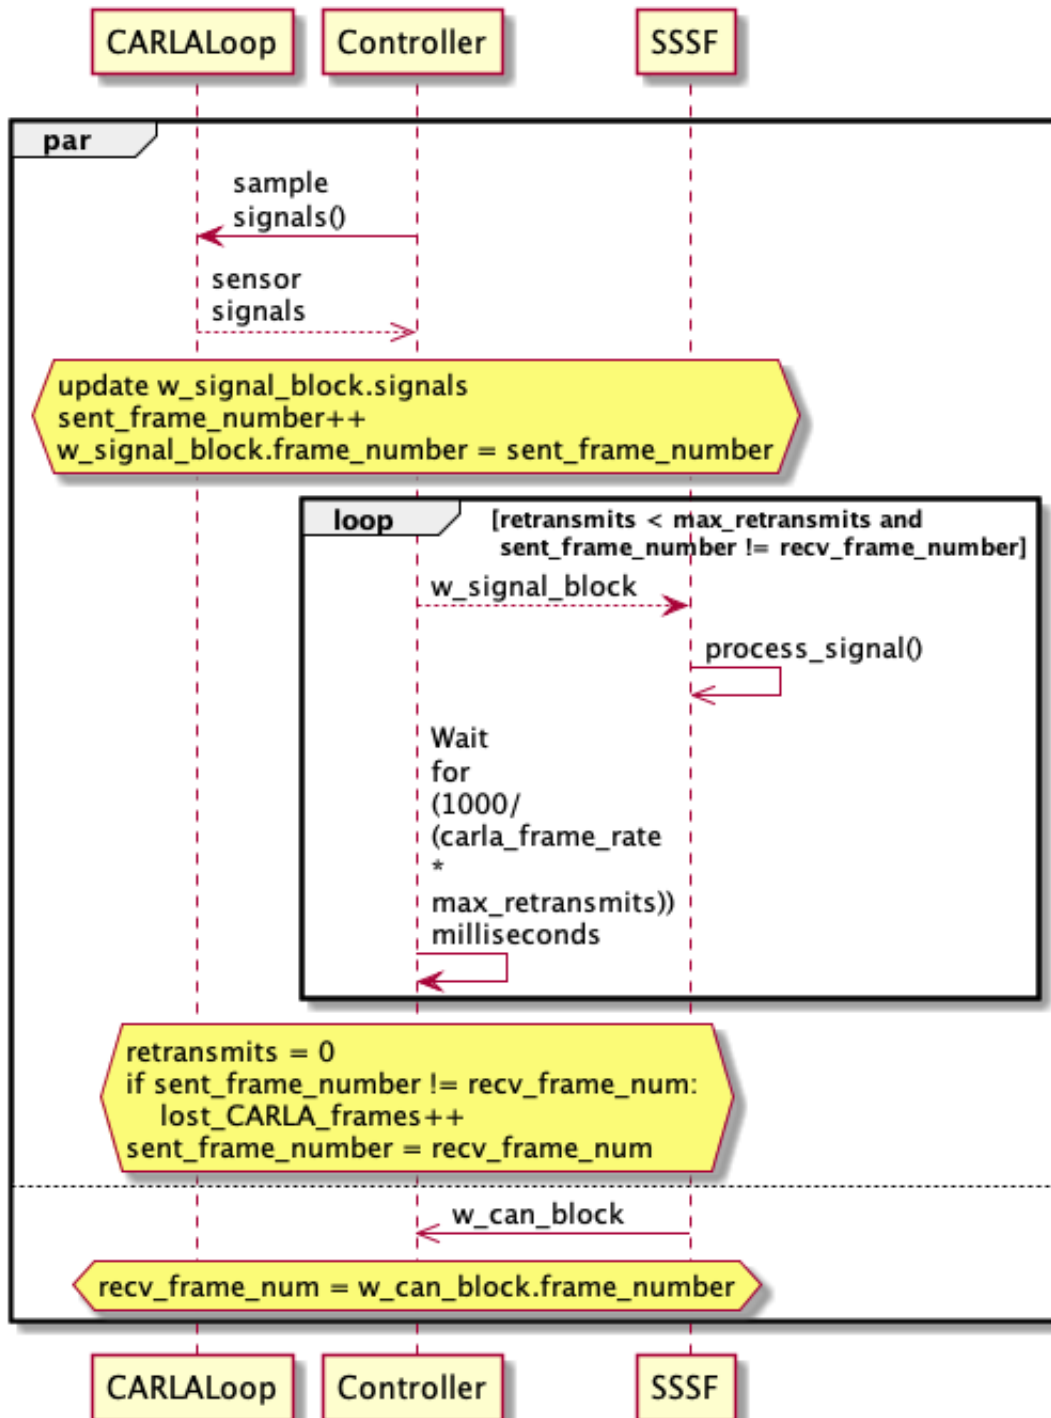 CARLALoop Controller SSSF
par
sample
signals()
sensor
signals
update w_signal_block.signals
sent_frame_number++
w_signal_block.frame_number = sent_frame_number
loop [retransmits < max_retransmits and
sent_frame_number != recv_frame_number]
w_signal_block
process_signal()
Wait
for
(1000/
(carla_frame_rate
*
max_retransmits))
milliseconds
retransmits = 0
if sent_frame_number != recv_frame_num:
lost_CARLA_frames++
sent_frame_number = recv_frame_num
w_can_block
recv_frame_num = w_can_block.frame_number
CARLALoop Controller SSSF